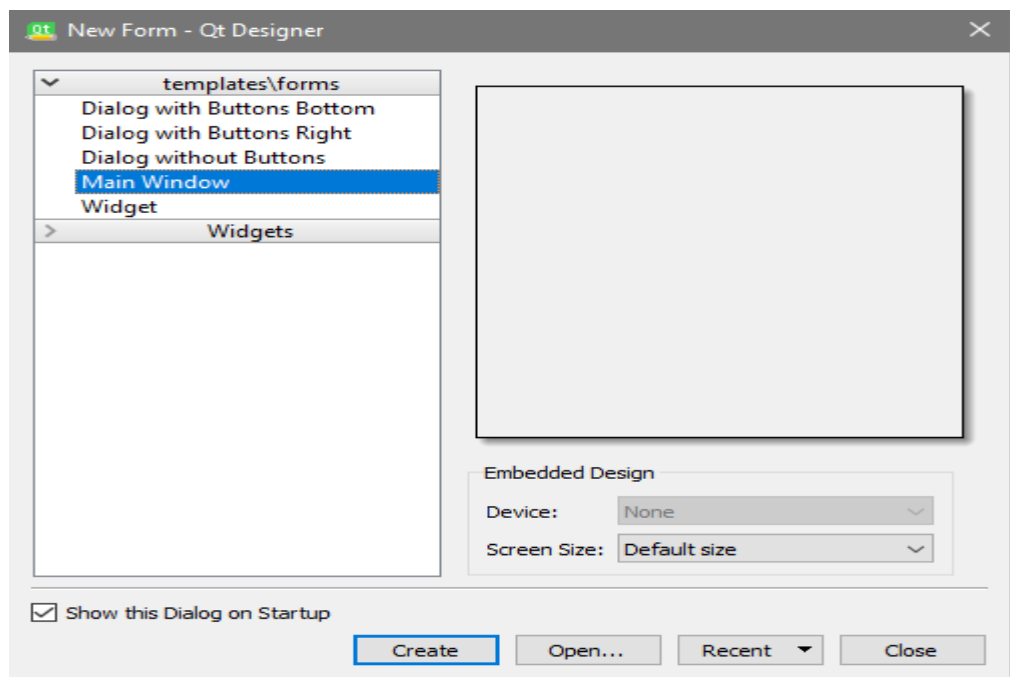 Qt New Form - Qt Designer
templates\forms
Dialog with Buttons Bottom
Dialog with Buttons Right
Dialog without Buttons
Main Window
Widget
Widgets
Embedded Design
Device: None
Screen Size: Default size
Show this Dialog on Startup
Create Open... Recent Close